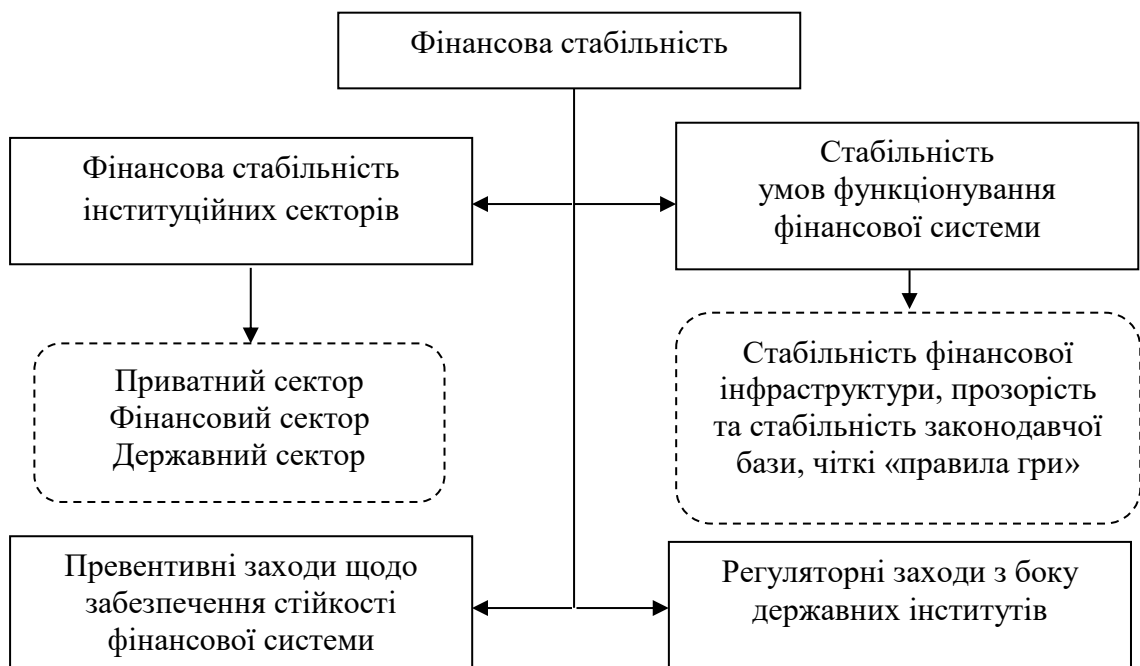 Фінансова стабільність
Фінансова стабільність
інституційних секторів
Стабільність
умов функціонування
фінансової системи
Приватний сектор
Фінансовий сектор
Державний сектор
Стабільність фінансової
інфраструктури, прозорість
та стабільність законодавчої
бази, чіткі «правила гри»
Превентивні заходи щодо
забезпечення стійкості
фінансової системи
Регуляторні заходи з боку
державних інститутів